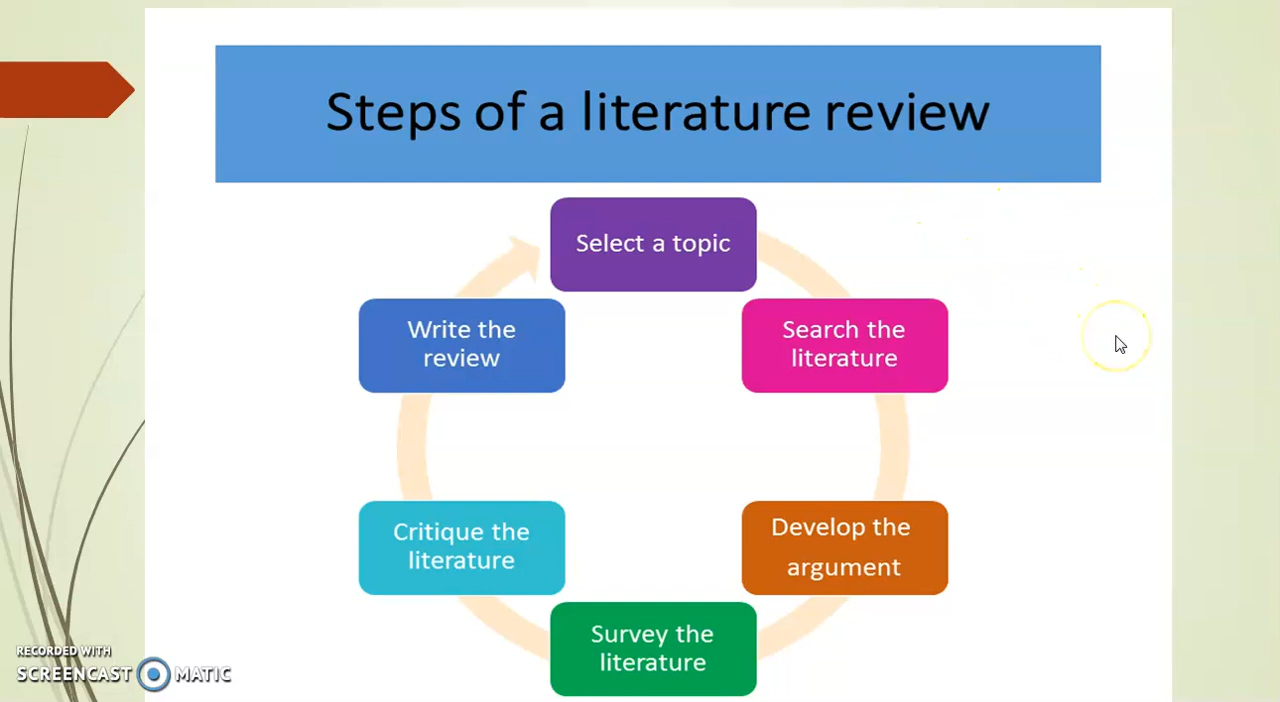 Steps of a literature review
Select a topic
Search the
literature
Develop the
argument
Survey the
literature
Critique the
literature
Write the
review
RECORDED WITH
SCREENCAST MATIC